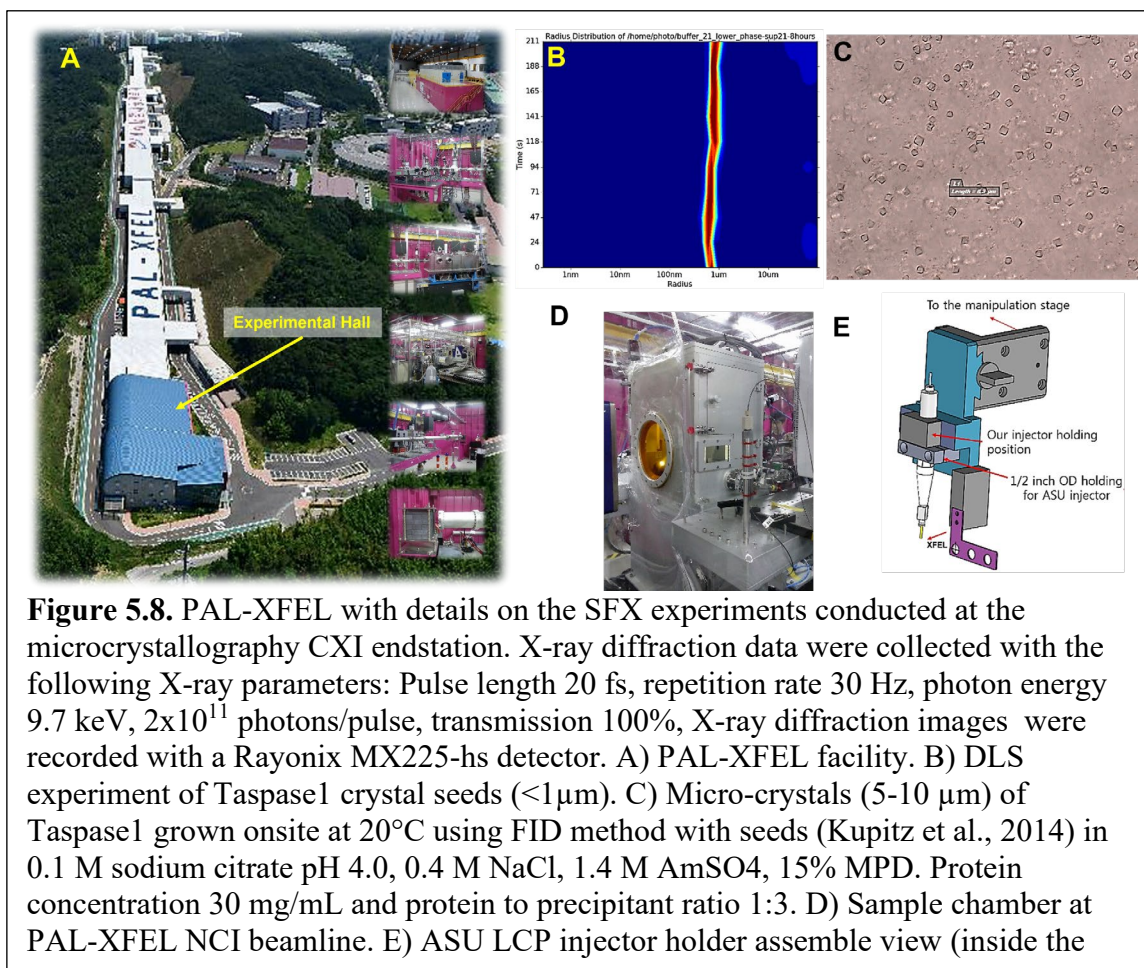 A
PAL-XFEL
Experimental Hall
B
Radius Distribution of /home/photo/buffer_21_lower_phase-sup21-8hours
Time (s)
211
188
165
141
118
94
71
47
24
0
1nm
10nm
100nm
1um
10um
Radius
C
D
E
To the manipulation stage
Our injector holding
position
1/2 inch OD holding
for ASU injector
XFEL
Figure 5.8. PAL-XFEL with details on the SFX experiments conducted at the
microcrystallography CXI endstation. X-ray diffraction data were collected with the
following X-ray parameters: Pulse length 20 fs, repetition rate 30 Hz, photon energy
9.7 keV, 2x10¹¹ photons/pulse, transmission 100%, X-ray diffraction images were
recorded with a Rayonix MX225-hs detector. A) PAL-XFEL facility. B) DLS
experiment of Taspase1 crystal seeds (<1µm). C) Micro-crystals (5-10 µm) of
Taspase1 grown onsite at 20°C using FID method with seeds (Kupitz et al., 2014) in
0.1 M sodium citrate pH 4.0, 0.4 M NaCl, 1.4 M AmSO4, 15% MPD. Protein
concentration 30 mg/mL and protein to precipitant ratio 1:3. D) Sample chamber at
PAL-XFEL NCI beamline. E) ASU LCP injector holder assemble view (inside the